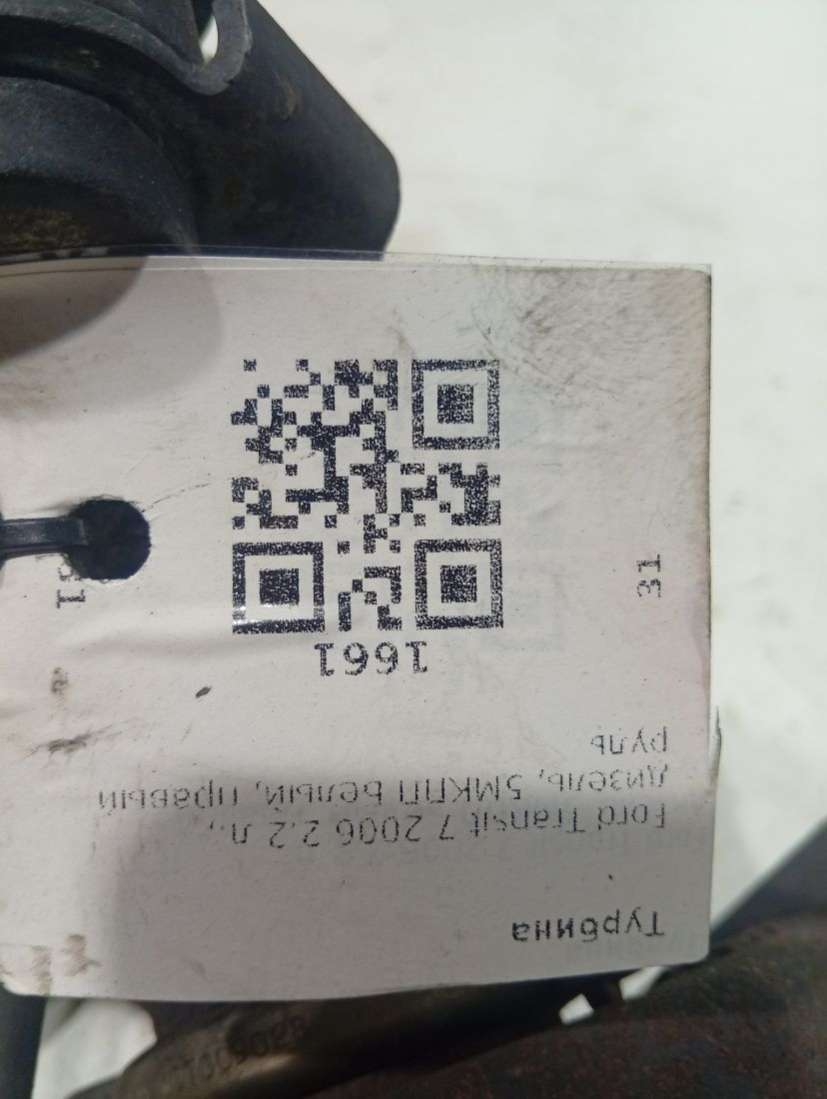 Турбина
Ford Transit 7 2006 2.2 л.,
дизель, 5МКПП Белый, правый
руль
1661
31